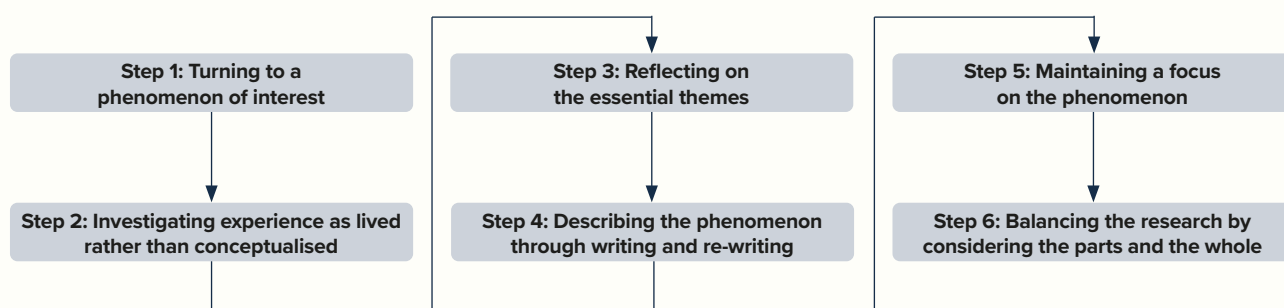 Step 1: Turning to a
phenomenon of interest
Step 2: Investigating experience as lived
rather than conceptualised
Step 3: Reflecting on
the essential themes
Step 4: Describing the phenomenon
through writing and re-writing
Step 5: Maintaining a focus
on the phenomenon
Step 6: Balancing the research by
considering the parts and the whole